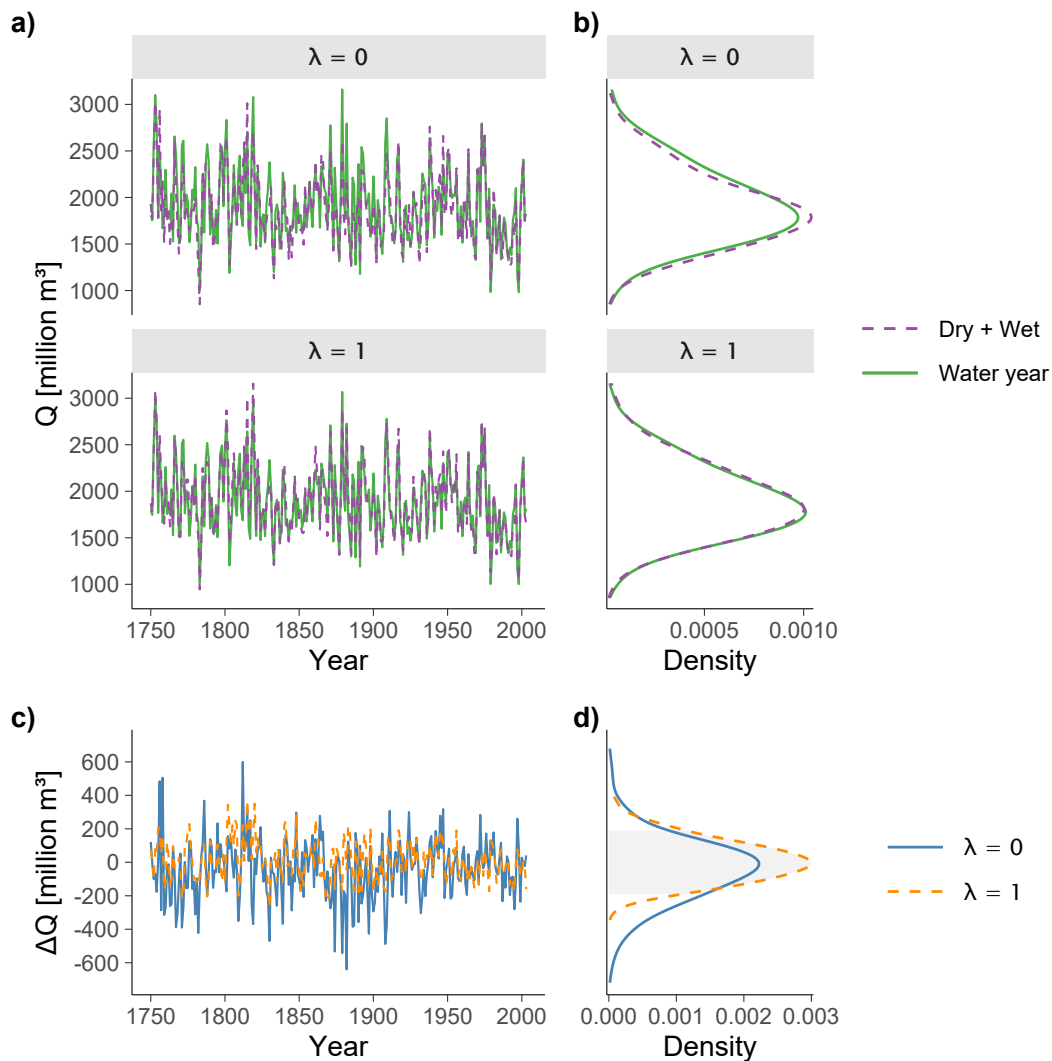 a)
b)
λ = 0
λ = 0
3000
2500
2000
1500
1000
λ = 1
λ = 1
Q [million m³]
Dry + Wet
Water year
3000
2500
2000
1500
1000
1750 1800 1850 1900 1950 2000
0.0005 0.0010
Year
Density
c)
d)
600
400
200
0
-200
-400
-600
ΔQ [million m³]
λ = 0
λ = 1
1750 1800 1850 1900 1950 2000
0.000 0.001 0.002 0.003
Year
Density